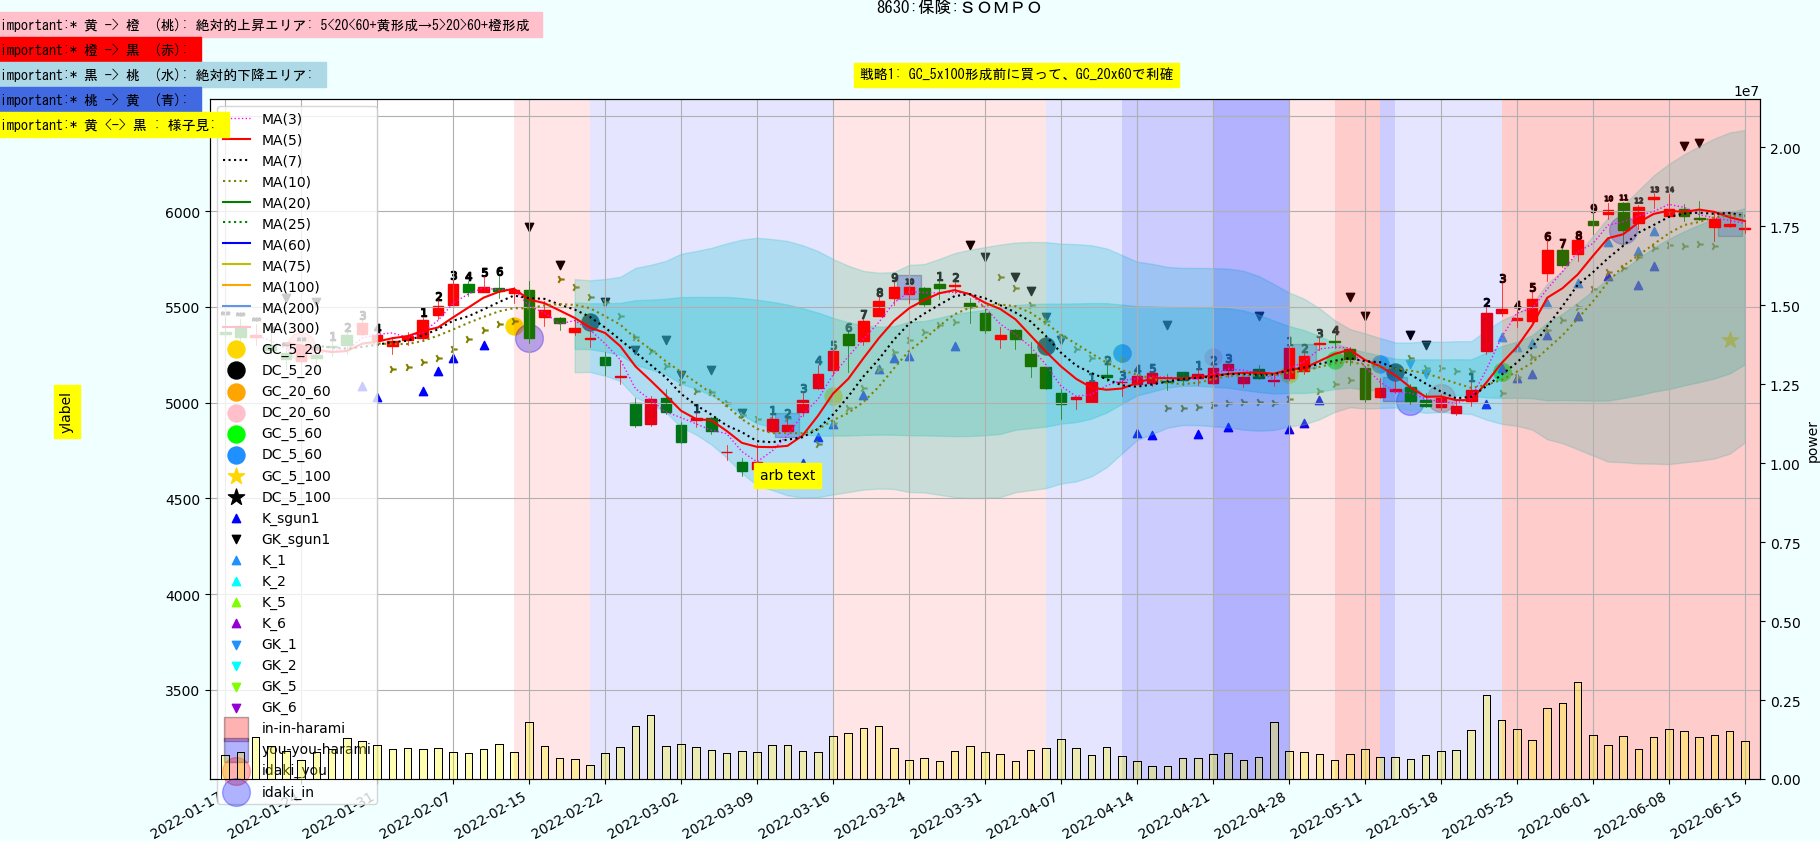 8630:保険:ＳＯＭＰＯ
important:* 黄 -> 橙 (桃): 絶対的上昇エリア: 5<20<60+黄形成→5>20>60+橙形成
important:* 橙 -> 黒 (赤):
important:* 黒 -> 桃 (水): 絶対的下降エリア:
important:* 桃 -> 黄 (青):
important:* 黄 <-> 黒 : 様子見:
戦略1: GC_5x100形成前に買って、GC_20x60で利確
1e7
MA(3)
MA(5)
MA(7)
MA(10)
MA(20)
MA(25)
MA(60)
MA(75)
MA(100)
MA(200)
MA(300)
GC_5_20
DC_5_20
GC_20_60
DC_20_60
GC_5_60
DC_5_60
GC_5_100
DC_5_100
K_sgun1
GK_sgun1
K_1
K_2
K_5
K_6
GK_1
GK_2
GK_5
GK_6
in-in-harami
you-you-harami
idaki_you
idaki_in
ylabel
6000
5500
5000
4500
4000
3500
arb text
2.00
1.75
1.50
1.25
1.00
0.75
0.50
0.25
0.00
power
2022-01-17
2022-01-31
2022-02-07
2022-02-15
2022-02-22
2022-03-02
2022-03-09
2022-03-16
2022-03-24
2022-03-31
2022-04-07
2022-04-14
2022-04-21
2022-04-28
2022-05-11
2022-05-18
2022-05-25
2022-06-01
2022-06-08
2022-06-15